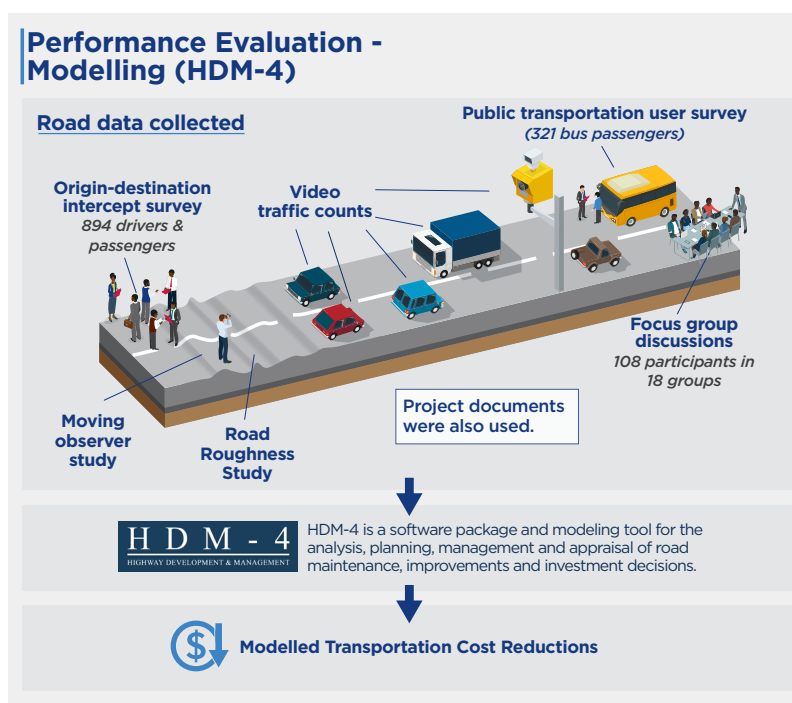 Performance Evaluation -
Modelling (HDM-4)
Road data collected
Public transportation user survey
(321 bus passengers)
Origin-destination
intercept survey
894 drivers &
passengers
Video
traffic counts
Focus group
discussions
108 participants in
18 groups
Moving
observer
study
Road
Roughness
Study
Project documents
were also used.
H D M - 4
HIGHWAY DEVELOPMENT & MANAGEMENT
HDM-4 is a software package and modeling tool for the
analysis, planning, management and appraisal of road
maintenance, improvements and investment decisions.
$
Modelled Transportation Cost Reductions